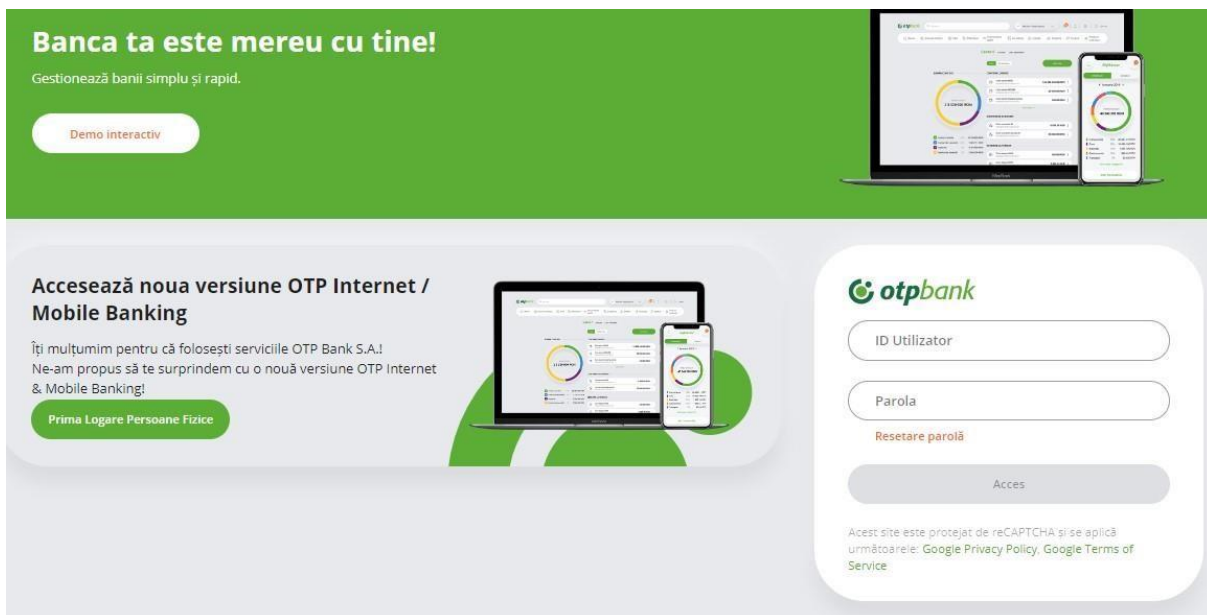 Banca ta este mereu cu tine!
Gestionează banii simplu și rapid.
Demo interactiv
Accesează noua versiune OTP Internet /
Mobile Banking
Îți mulțumim pentru că folosești serviciile OTP Bank S.A.!
Ne-am propus să te surprindem cu o nouă versiune OTP Internet
& Mobile Banking!
Prima Logare Persoane Fizice
otpbank
ID Utilizator
Parola
Resetare parolă
Acces
Acest site este protejat de reCAPTCHA și se aplică
următoarele: Google Privacy Policy, Google Terms of
Service